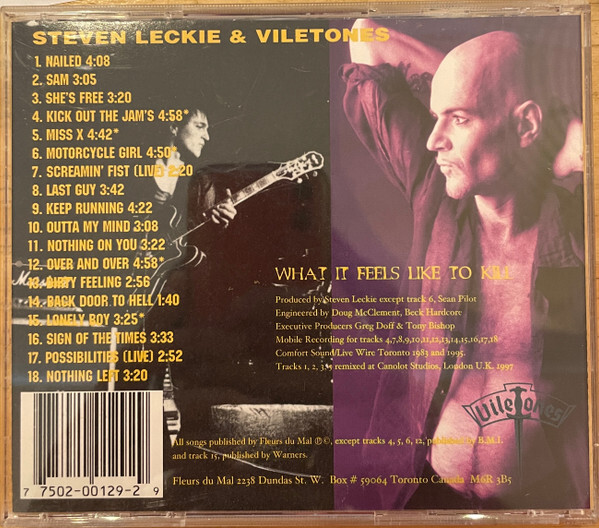 STEVEN LECKIE & VILETONES
1. NAILED 4:08
2. SAM 3:05
3. SHE'S FREE 3:20
4. KICK OUT THE JAM'S 4:58*
5. MISS X 4:42*
6. MOTORCYCLE GIRL 4:50*
7. SCREAMIN' FIST (LIVE) 2:20
8. LAST GUY 3:42
9. KEEP RUNNING 4:22
10. OUTTA MY MIND 3:08
11. NOTHING ON YOU 3:22
12. OVER AND OVER 4:58*
13. DIRTY FEELING 2:56
14. BACK DOOR TO HELL 1:40
15. LONELY BOY 3:25*
16. SIGN OF THE TIMES 3:33
17. POSSIBILITIES (LIVE) 2:52
18. NOTHING LEFT 3:20
Marshall
WHAT IT FEELS LIKE TO KILL
Produced by Steven Leckie except track 6, Sean Pilot
Engineered by Doug McClement, Beck Hardcore
Executive Producers Greg Doff & Tony Bishop
Mobile Recording for tracks 4,7,8,9,10,11,12,13,14,15,16,17,18
Comfort Sound/Live Wire Toronto 1983 and 1995.
Tracks 1, 2, 3, 5 remixed at Canolot Studios, London U.K. 1997
VileTones
All songs published by Fleurs du Mal ℗©, except tracks 4, 5, 6, 12, published by B.M.I.
and track 15, published by Warners.
Fleurs du Mal 2238 Dundas St. W. Box # 59064 Toronto Canada M6R 3B5
7 75502-00129-2 9